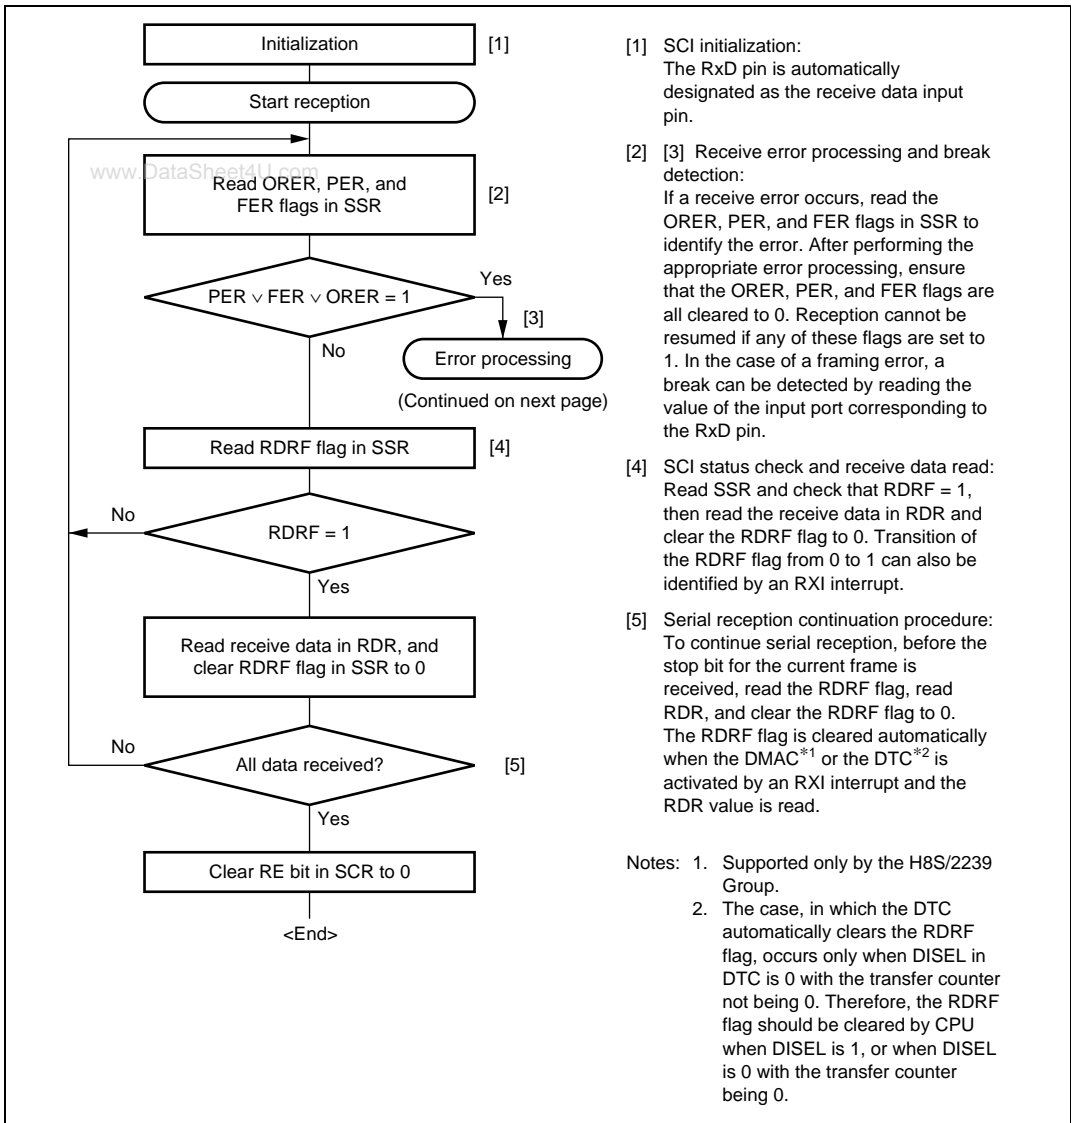 Initialization [1]
Start reception
www.DataSheet4U.com
Read ORER, PER, and
FER flags in SSR
[2]
PER ∨ FER ∨ ORER = 1
Yes
[3]
No
Error processing
(Continued on next page)
Read RDRF flag in SSR [4]
No
RDRF = 1
Yes
Read receive data in RDR, and
clear RDRF flag in SSR to 0
No
All data received? [5]
Yes
Clear RE bit in SCR to 0
<End>
[1] SCI initialization:
The RxD pin is automatically
designated as the receive data input
pin.
[2] [3] Receive error processing and break
detection:
If a receive error occurs, read the
ORER, PER, and FER flags in SSR to
identify the error. After performing the
appropriate error processing, ensure
that the ORER, PER, and FER flags are
all cleared to 0. Reception cannot be
resumed if any of these flags are set to
1. In the case of a framing error, a
break can be detected by reading the
value of the input port corresponding to
the RxD pin.
[4] SCI status check and receive data read:
Read SSR and check that RDRF = 1,
then read the receive data in RDR and
clear the RDRF flag to 0. Transition of
the RDRF flag from 0 to 1 can also be
identified by an RXI interrupt.
[5] Serial reception continuation procedure:
To continue serial reception, before the
stop bit for the current frame is
received, read the RDRF flag, read
RDR, and clear the RDRF flag to 0.
The RDRF flag is cleared automatically
when the DMAC*1 or the DTC*2 is
activated by an RXI interrupt and the
RDR value is read.
Notes: 1. Supported only by the H8S/2239
Group.
2. The case, in which the DTC
automatically clears the RDRF
flag, occurs only when DISEL in
DTC is 0 with the transfer counter
not being 0. Therefore, the RDRF
flag should be cleared by CPU
when DISEL is 1, or when DISEL
is 0 with the transfer counter
being 0.